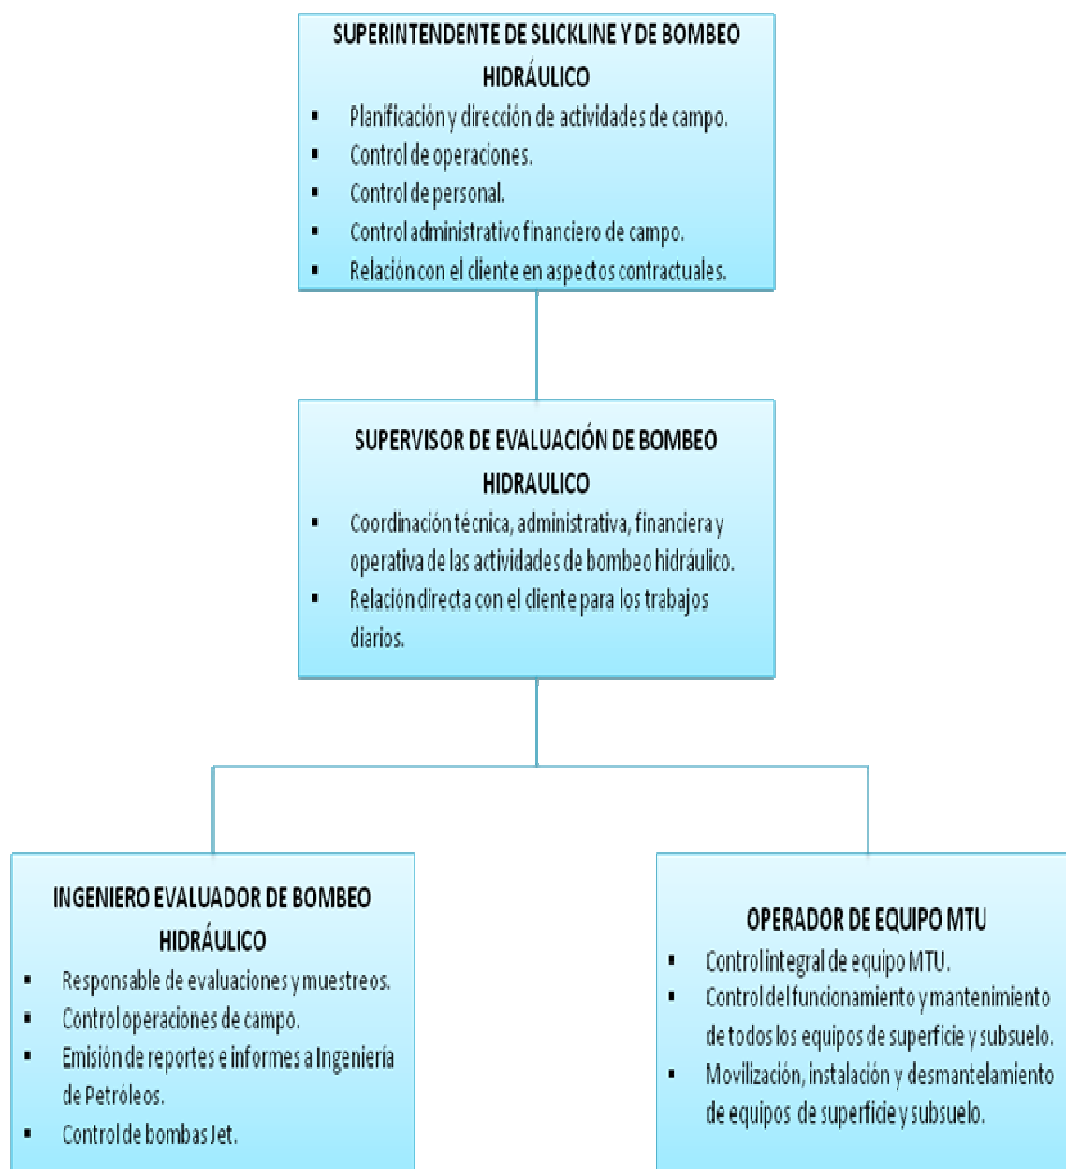 SUPERINTENDENTE DE SLICKLINE Y DE BOMBEO
HIDRÁULICO
▪ Planificación y dirección de actividades de campo.
▪ Control de operaciones.
▪ Control de personal.
▪ Control administrativo financiero de campo.
▪ Relación con el cliente en aspectos contractuales.
SUPERVISOR DE EVALUACIÓN DE BOMBEO
HIDRAULICO
▪ Coordinación técnica, administrativa, financiera y
operativa de las actividades de bombeo hidráulico.
▪ Relación directa con el cliente para los trabajos
diarios.
INGENIERO EVALUADOR DE BOMBEO
HIDRÁULICO
▪ Responsable de evaluaciones y muestreos.
▪ Control operaciones de campo.
▪ Emisión de reportes e informes a Ingeniería
de Petróleos.
▪ Control de bombas Jet.
OPERADOR DE EQUIPO MTU
▪ Control integral de equipo MTU.
▪ Control del funcionamiento y mantenimiento
de todos los equipos de superficie y subsuelo.
▪ Movilización, instalación y desmantelamiento
de equipos de superficie y subsuelo.